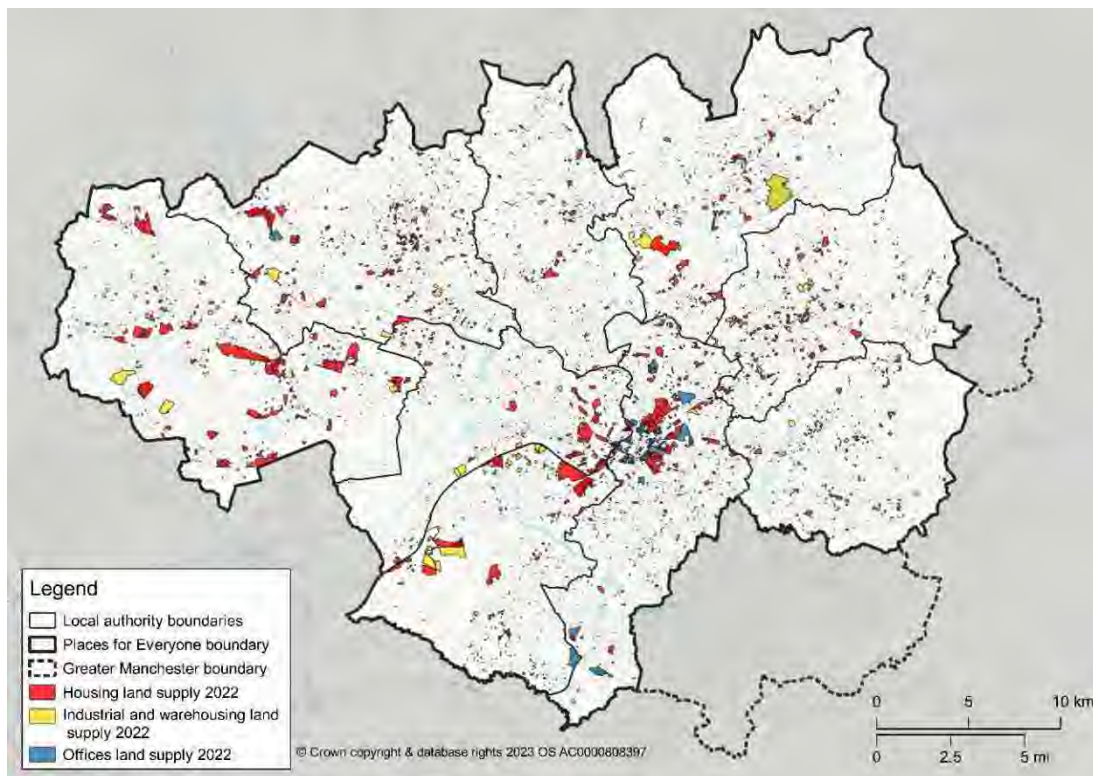 Legend
Local authority boundaries
Places for Everyone boundary
Greater Manchester boundary
Housing land supply 2022
Industrial and warehousing land
supply 2022
Offices land supply 2022
© Crown copyright & database rights 2023 OS AC0000808397
0 5 10 km
0 2.5 5 mi